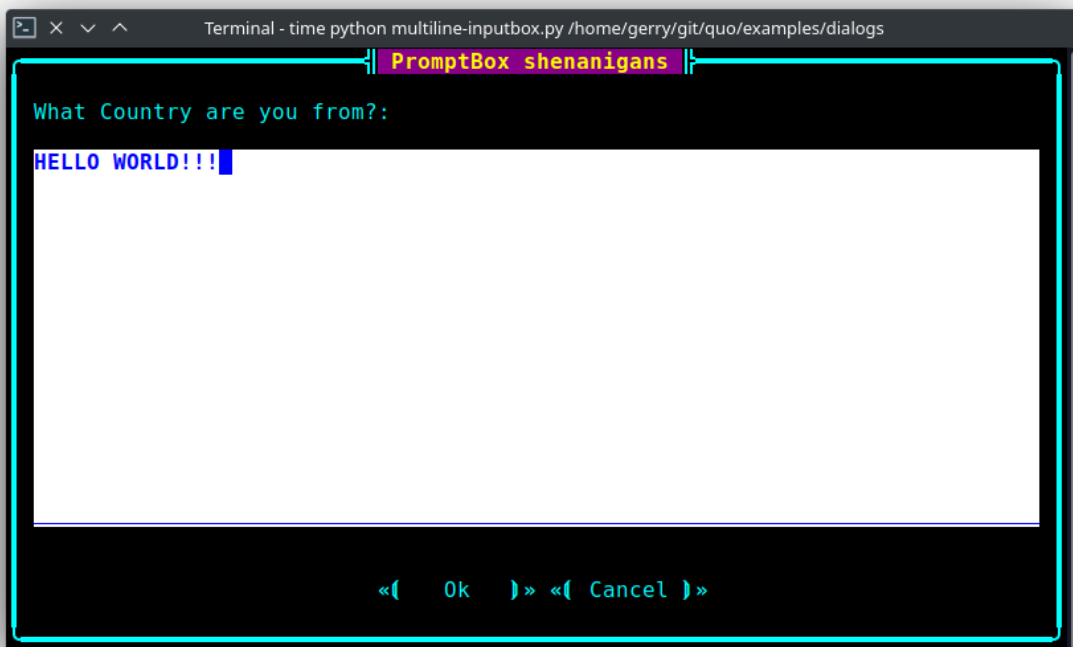 Terminal - time python multiline-inputbox.py /home/gerry/git/quo/examples/dialogs
PromptBox shenanigans
What Country are you from?:
HELLO WORLD!!!
«⟬ Ok ⟭» «⟬ Cancel ⟭»